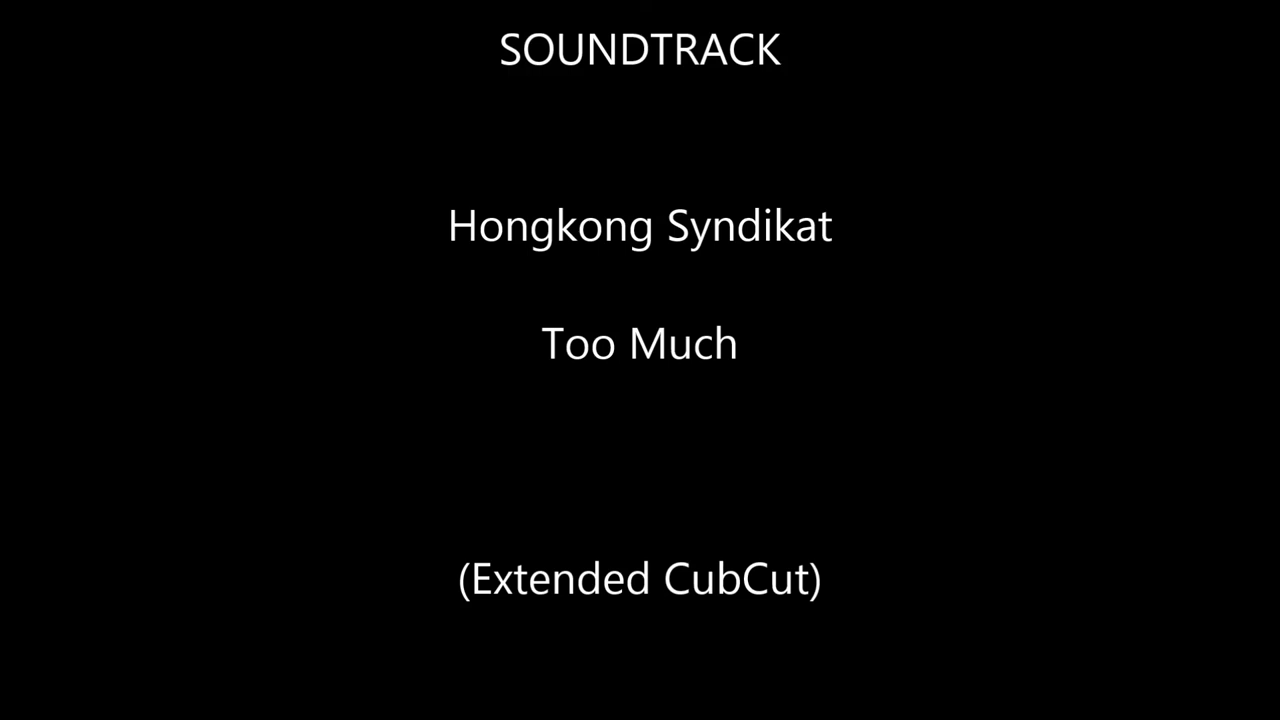 SOUNDTRACK
Hongkong Syndikat
Too Much
(Extended CubCut)